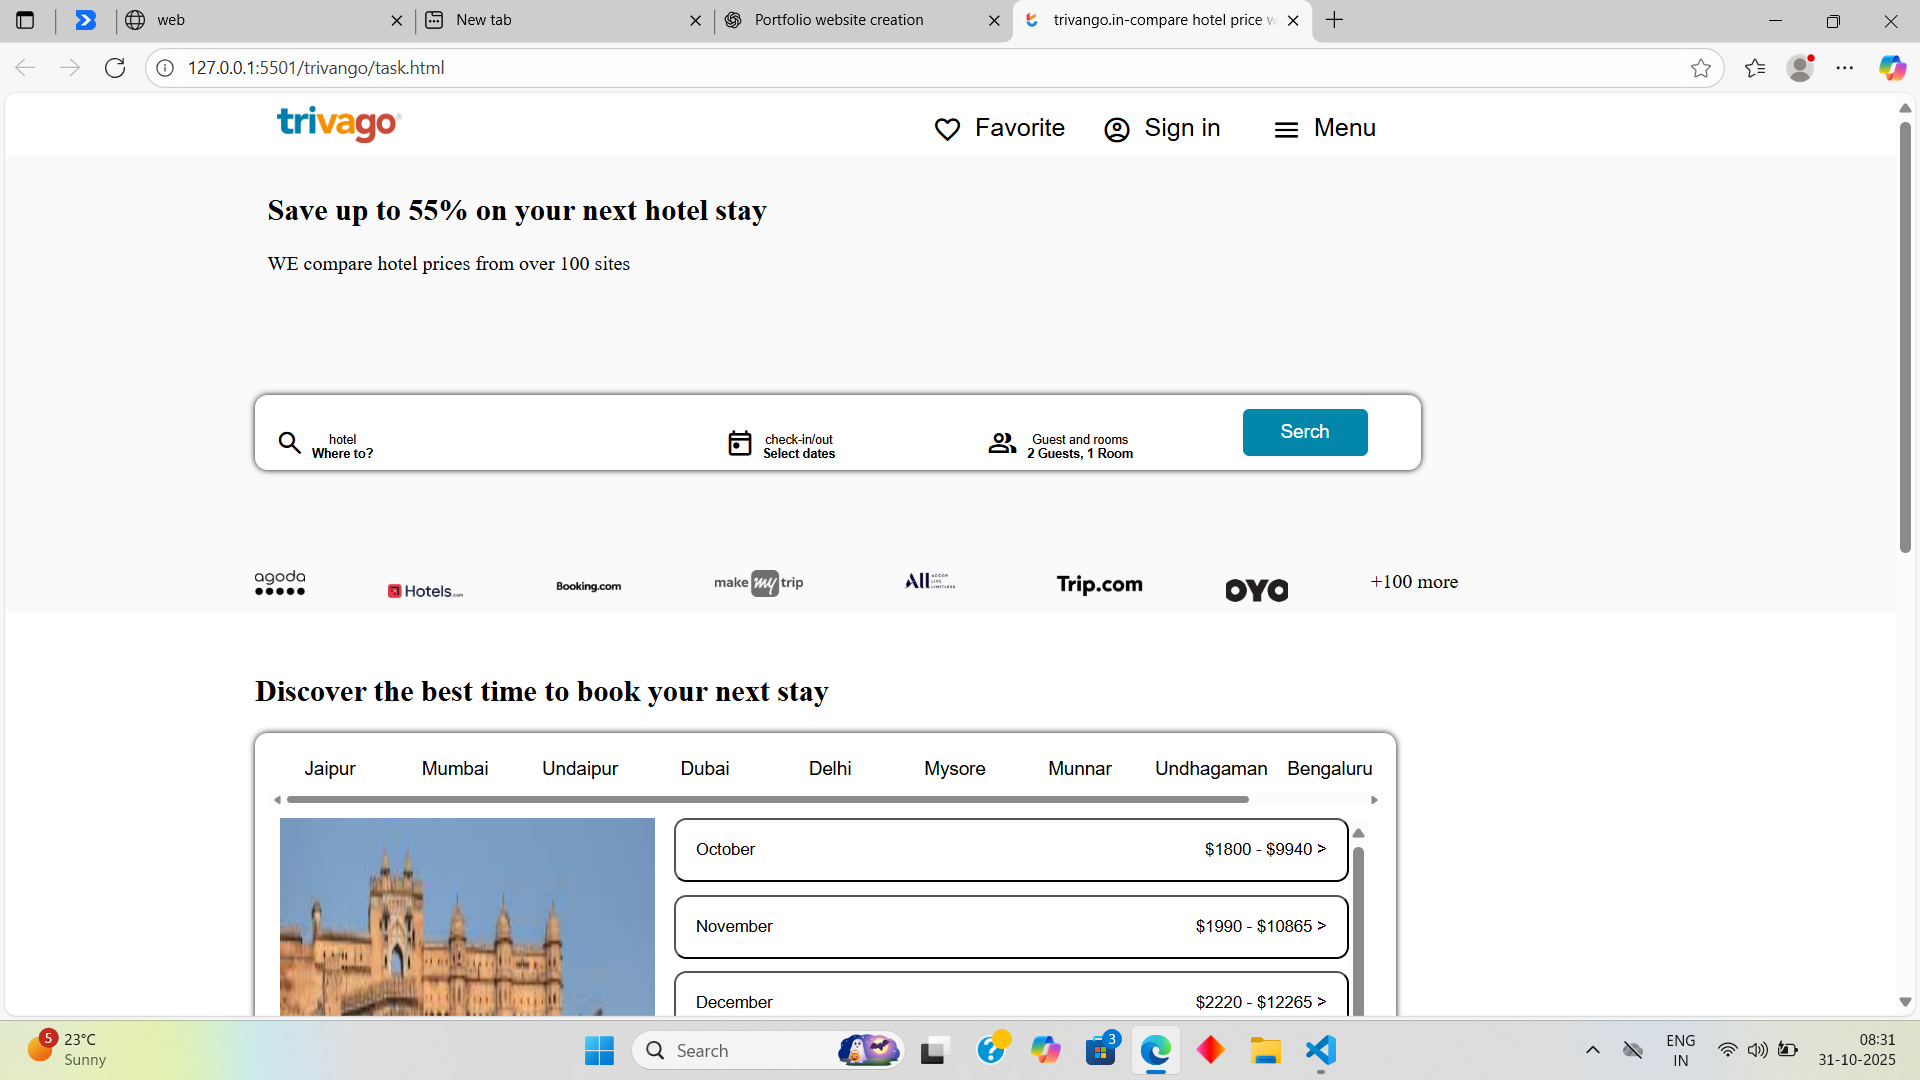 web
New tab
Portfolio website creation
trivango.in-compare hotel price w
127.0.0.1:5501/trivango/task.html
trivago
Favorite
Sign in
Menu
Save up to 55% on your next hotel stay
WE compare hotel prices from over 100 sites
hotel
Where to?
check-in/out
Select dates
Guest and rooms
2 Guests, 1 Room
Serch
agoda
Hotels.com
Booking.com
make my trip
ALL ACCOR LIVE LIMITLESS
Trip.com
OYO
+100 more
Discover the best time to book your next stay
Jaipur
Mumbai
Undaipur
Dubai
Delhi
Mysore
Munnar
Undhagaman
Bengaluru
October
$1800 - $9940 >
November
$1990 - $10865 >
December
$2220 - $12265 >
5
23°C
Sunny
Search
3
ENG
IN
08:31
31-10-2025